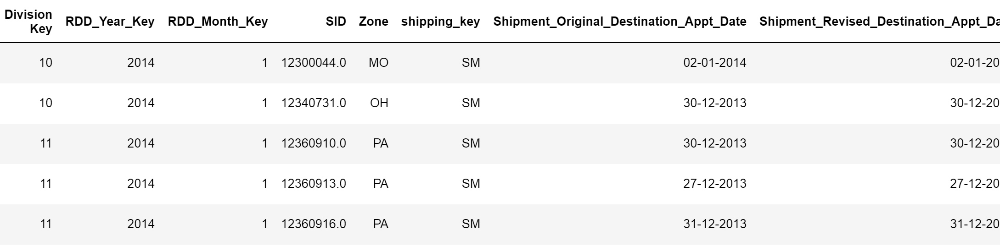 Division Key RDD_Year_Key RDD_Month_Key SID Zone shipping_key Shipment_Original_Destination_Appt_Date Shipment_Revised_Destination_Appt_Da
10 2014 1 12300044.0 MO SM 02-01-2014 02-01-20
10 2014 1 12340731.0 OH SM 30-12-2013 30-12-20
11 2014 1 12360910.0 PA SM 30-12-2013 30-12-20
11 2014 1 12360913.0 PA SM 27-12-2013 27-12-20
11 2014 1 12360916.0 PA SM 31-12-2013 31-12-20